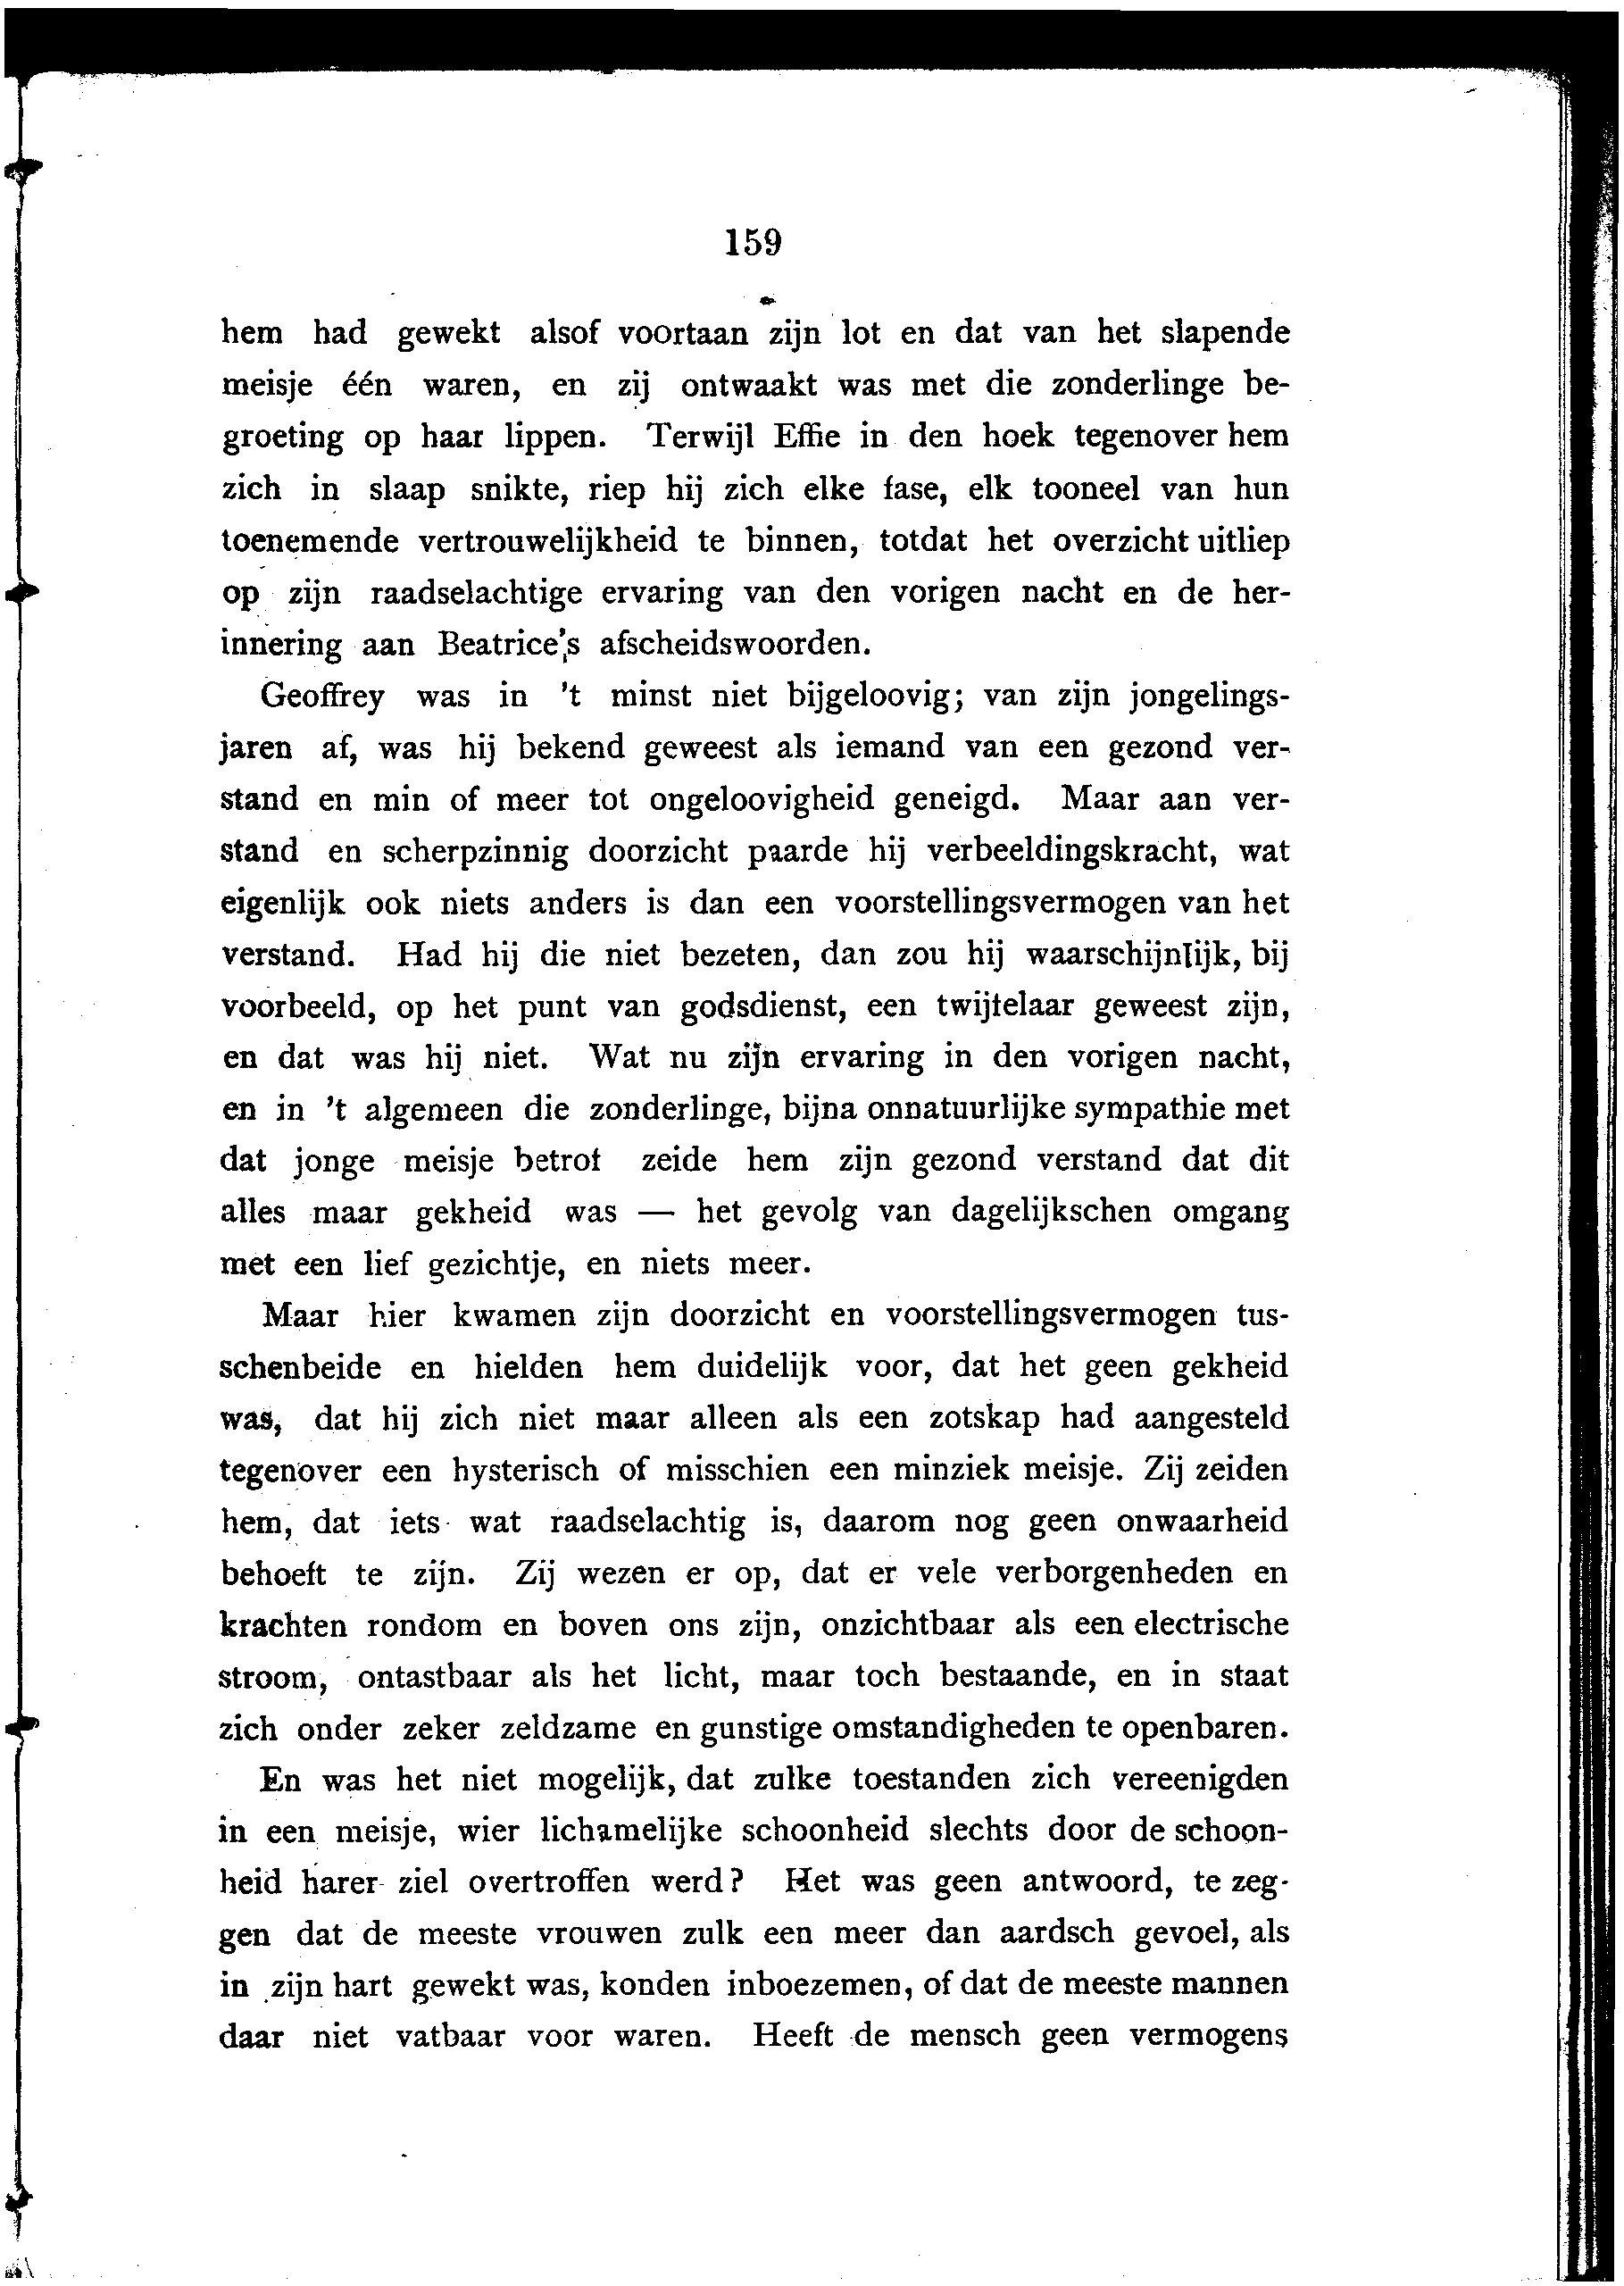 159
hem had gewekt alsof voortaan zijn lot en dat van het slapende
meisje één waren, en zij ontwaakt was met die zonderlinge be-
groeting op haar lippen. Terwijl Effie in den hoek tegenover hem
zich in slaap snikte, riep hij zich elke fase, elk tooneel van hun
toenemende vertrouwelijkheid te binnen, totdat het overzicht uitliep
op zijn raadselachtige ervaring van den vorigen nacht en de her-
innering aan Beatrice's afscheidswoorden.
Geoffrey was in 't minst niet bijgeloovig; van zijn jongelings-
jaren af, was hij bekend geweest als iemand van een gezond ver-
stand en min of meer tot ongeloovigheid geneigd. Maar aan ver-
stand en scherpzinnig doorzicht paarde hij verbeeldingskracht, wat
eigenlijk ook niets anders is dan een voorstellingsvermogen van het
verstand. Had hij die niet bezeten, dan zou hij waarschijnlijk, bij
voorbeeld, op het punt van godsdienst, een twijfelaar geweest zijn,
en dat was hij niet. Wat nu zijn ervaring in den vorigen nacht,
en in 't algemeen die zonderlinge, bijna onnatuurlijke sympathie met
dat jonge meisje betrof zeide hem zijn gezond verstand dat dit
alles maar gekheid was — het gevolg van dagelijkschen omgang
met een lief gezichtje, en niets meer.
Maar hier kwamen zijn doorzicht en voorstellingsvermogen tus-
schenbeide en hielden hem duidelijk voor, dat het geen gekheid
was, dat hij zich niet maar alleen als een zotskap had aangesteld
tegenover een hysterisch of misschien een minziek meisje. Zij zeiden
hem, dat iets wat raadselachtig is, daarom nog geen onwaarheid
behoeft te zijn. Zij wezen er op, dat er vele verborgenheden en
krachten rondom en boven ons zijn, onzichtbaar als een electrische
stroom, ontastbaar als het licht, maar toch bestaande, en in staat
zich onder zeker zeldzame en gunstige omstandigheden te openbaren.
En was het niet mogelijk, dat zulke toestanden zich vereenigden
in een meisje, wier lichamelijke schoonheid slechts door de schoon-
heid harer ziel overtroffen werd? Het was geen antwoord, te zeg-
gen dat de meeste vrouwen zulk een meer dan aardsch gevoel, als
in zijn hart gewekt was, konden inboezemen, of dat de meeste mannen
daar niet vatbaar voor waren. Heeft de mensch geen vermogens